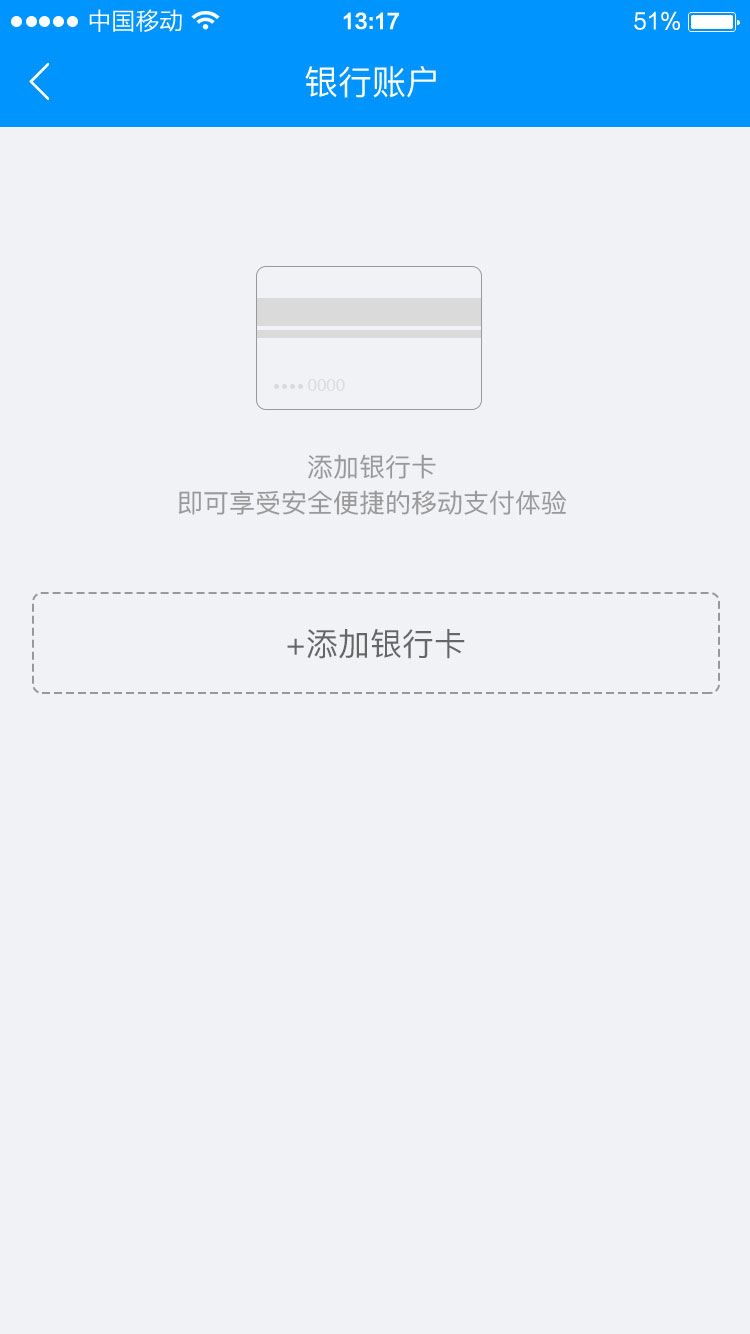 中国移动 13:17 51%
银行账户
•••• 0000
添加银行卡
即可享受安全便捷的移动支付体验
+添加银行卡